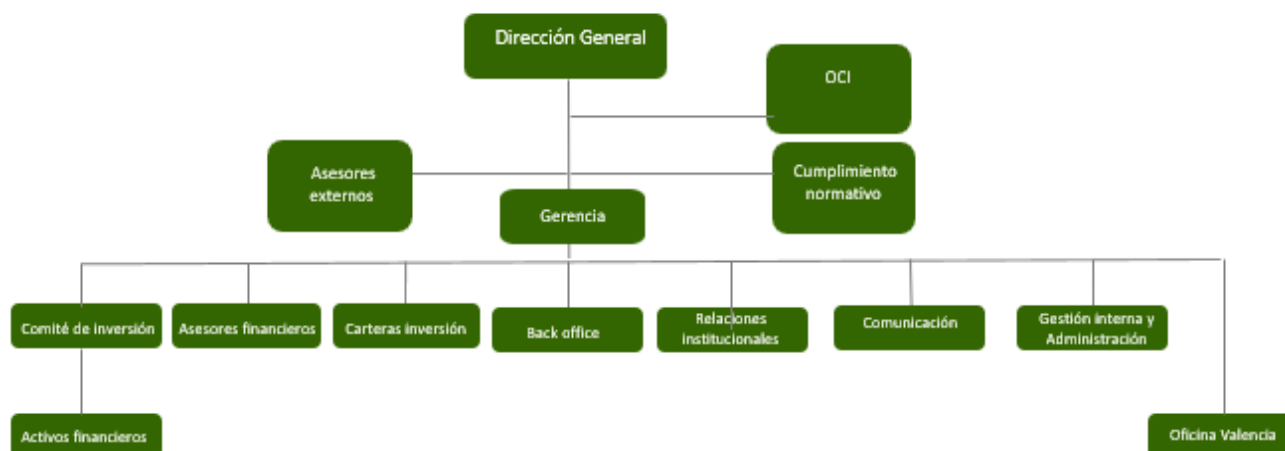 Dirección General
OCI
Asesores
externos
Cumplimiento
normativo
Gerencia
Comité de inversión
Asesores financieros
Carteras inversión
Back office
Relaciones
institucionales
Comunicación
Gestión interna y
Administración
Activos financieros
Oficina Valencia